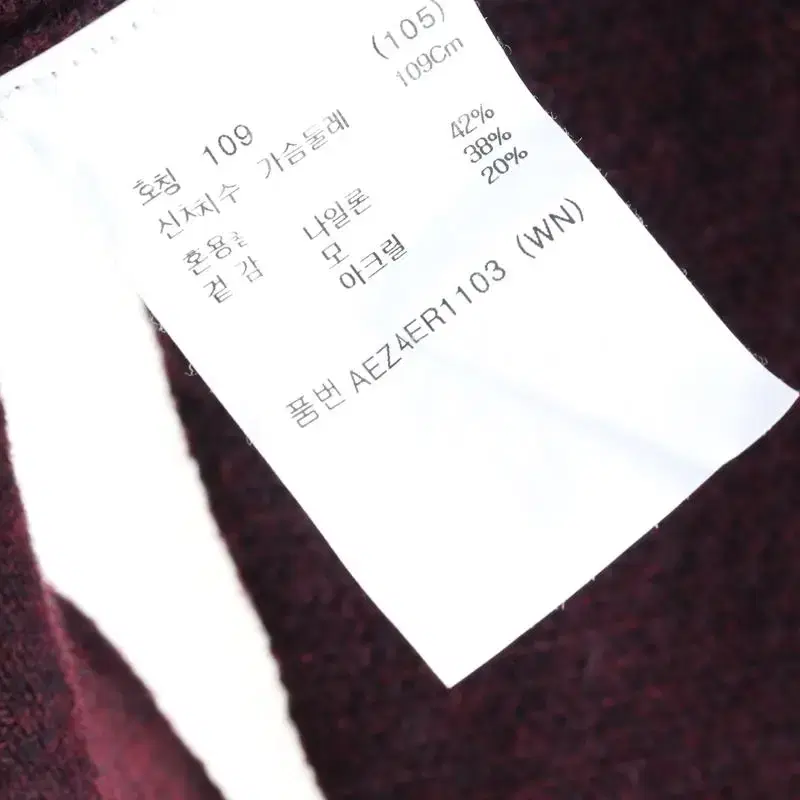 호칭 109 (105)
신체치수 가슴둘레 109Cm
혼용율 나일론 42%
겉감 모 38%
아크릴 20%
품번 AEZ4ER1103 (WN)